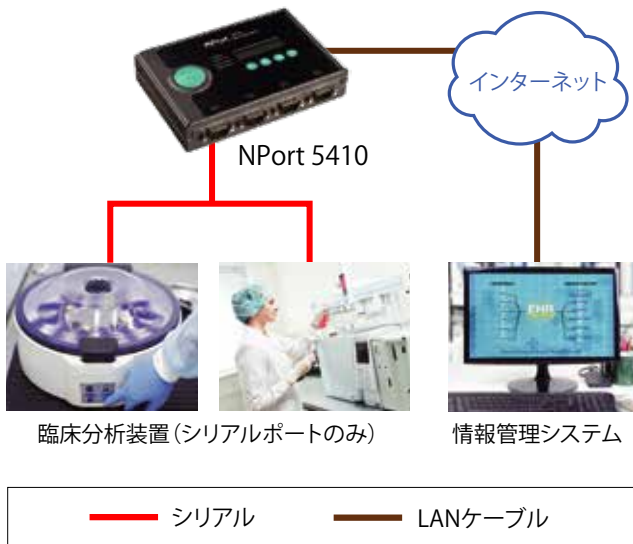 NPort
インターネット
NPort 5410
EHR
臨床分析装置(シリアルポートのみ)
情報管理システム
シリアル
LANケーブル